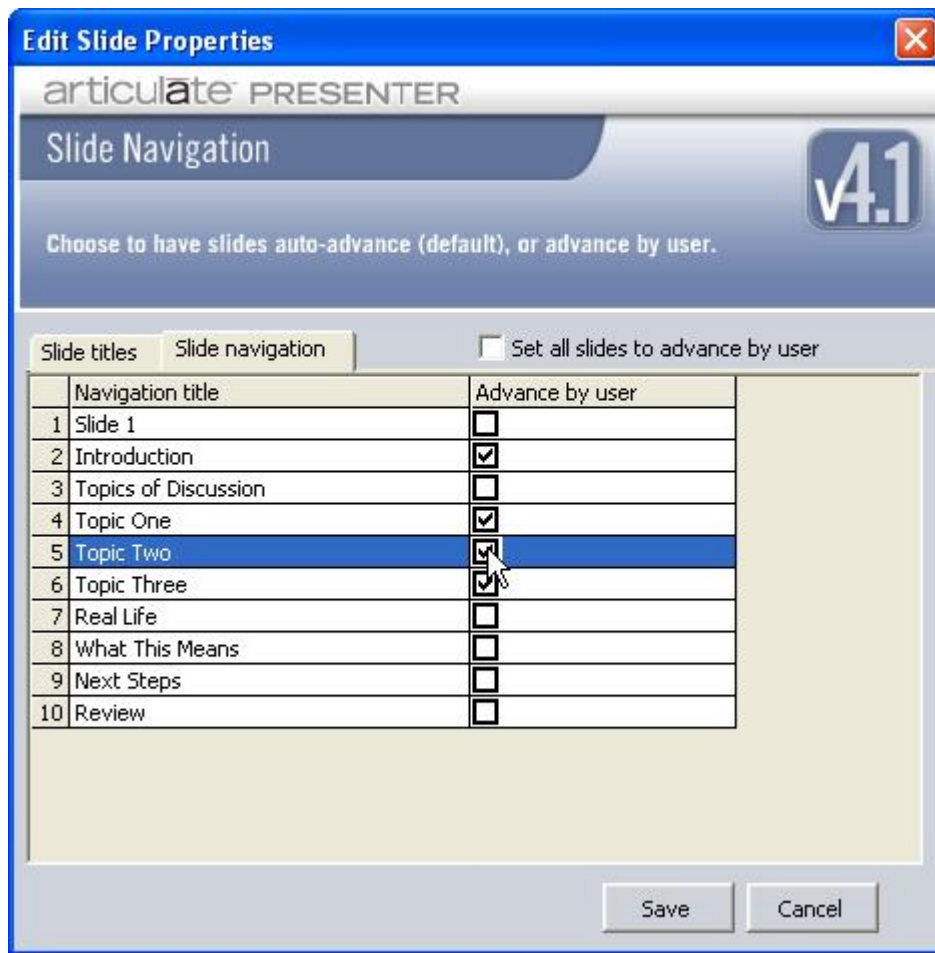 Edit Slide Properties
articulate PRESENTER
Slide Navigation
v4.1
Choose to have slides auto-advance (default), or advance by user.
Slide titles Slide navigation Set all slides to advance by user
Navigation title Advance by user
1 Slide 1
2 Introduction
3 Topics of Discussion
4 Topic One
5 Topic Two
6 Topic Three
7 Real Life
8 What This Means
9 Next Steps
10 Review
Save Cancel